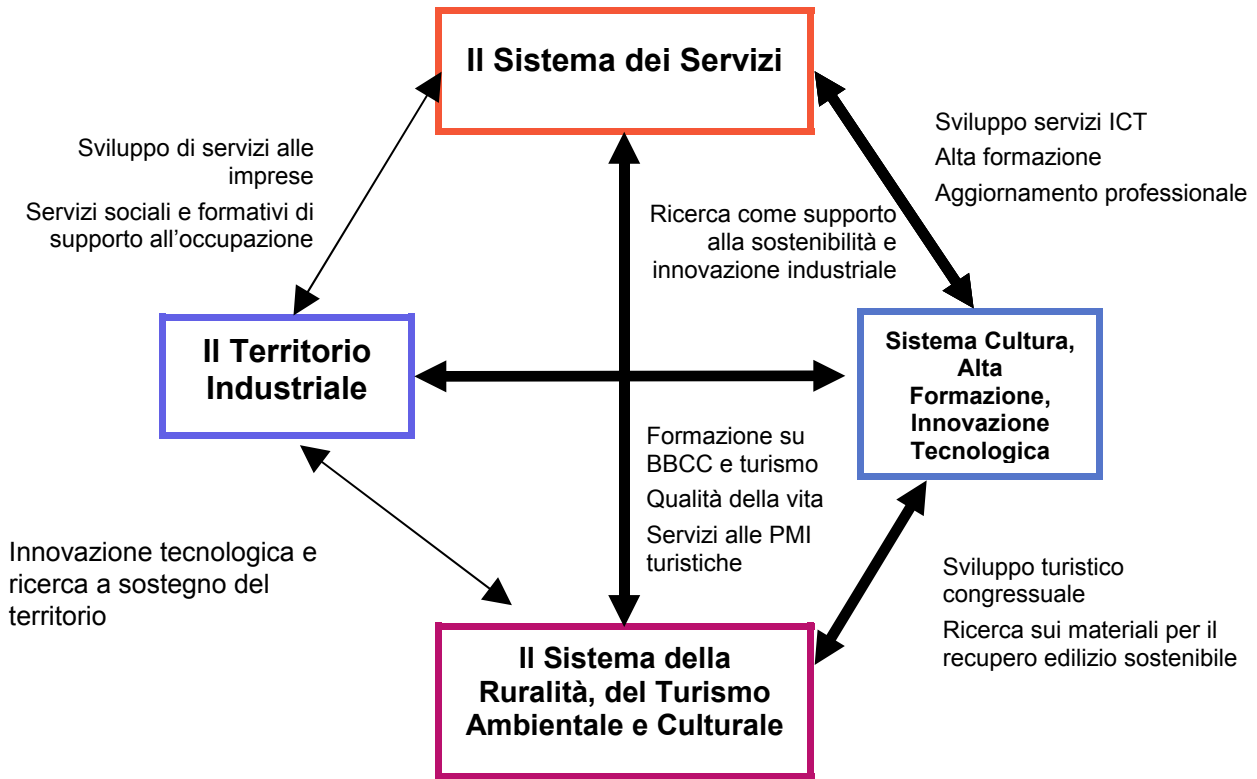 Il Sistema dei Servizi
Sviluppo di servizi alle
imprese
Servizi sociali e formativi di
supporto all’occupazione
Sviluppo servizi ICT
Alta formazione
Aggiornamento professionale
Ricerca come supporto
alla sostenibilità e
innovazione industriale
Il Territorio
Industriale
Sistema Cultura,
Alta
Formazione,
Innovazione
Tecnologica
Formazione su
BBCC e turismo
Qualità della vita
Servizi alle PMI
turistiche
Innovazione tecnologica e
ricerca a sostegno del
territorio
Sviluppo turistico
congressuale
Ricerca sui materiali per il
recupero edilizio sostenibile
Il Sistema della
Ruralità, del Turismo
Ambientale e Culturale